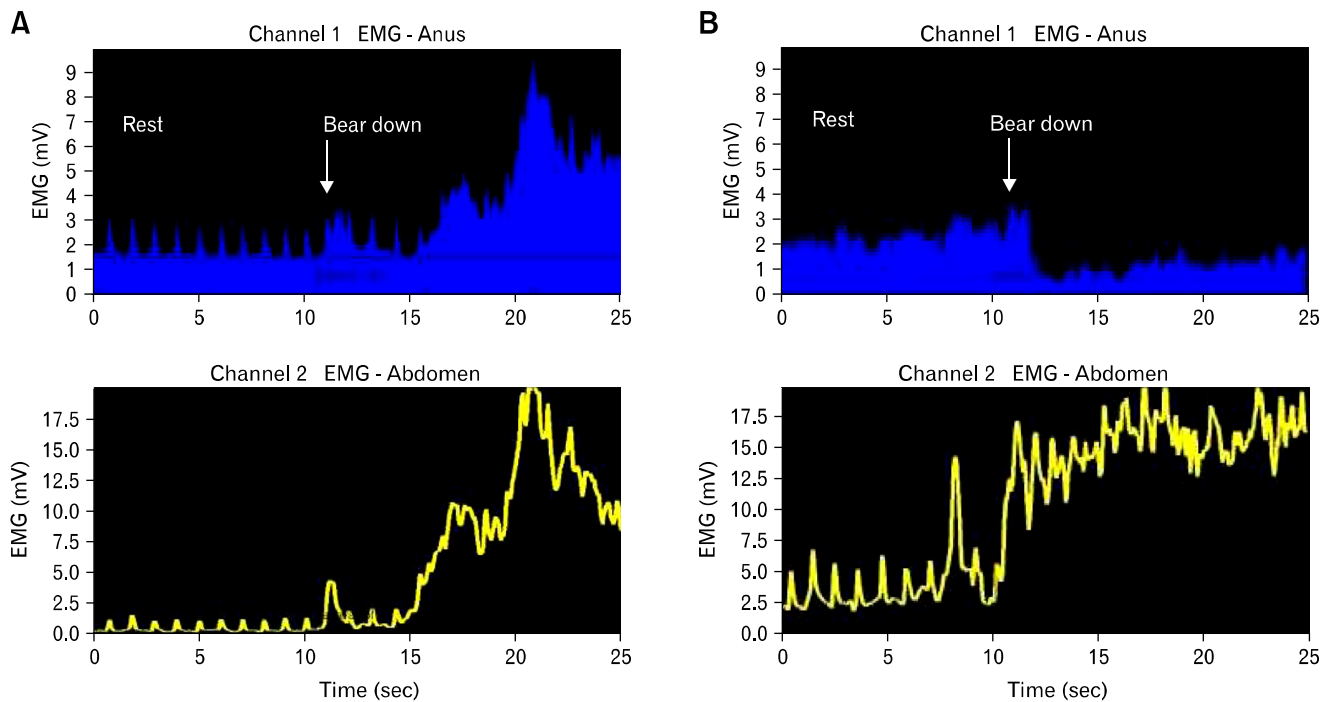 A
Channel 1 EMG - Anus
EMG (mV)
9
8
7
6
5
4
3
2
1
0
Rest
Bear down
0 5 10 15 20 25
Channel 2 EMG - Abdomen
EMG (mV)
17.5
15.0
12.5
10.0
7.5
5.0
2.5
0.0
0 5 10 15 20 25
Time (sec)
B
Channel 1 EMG - Anus
EMG (mV)
9
8
7
6
5
4
3
2
1
0
Rest
Bear down
0 5 10 15 20 25
Channel 2 EMG - Abdomen
EMG (mV)
17.5
15.0
12.5
10.0
7.5
5.0
2.5
0.0
0 5 10 15 20 25
Time (sec)